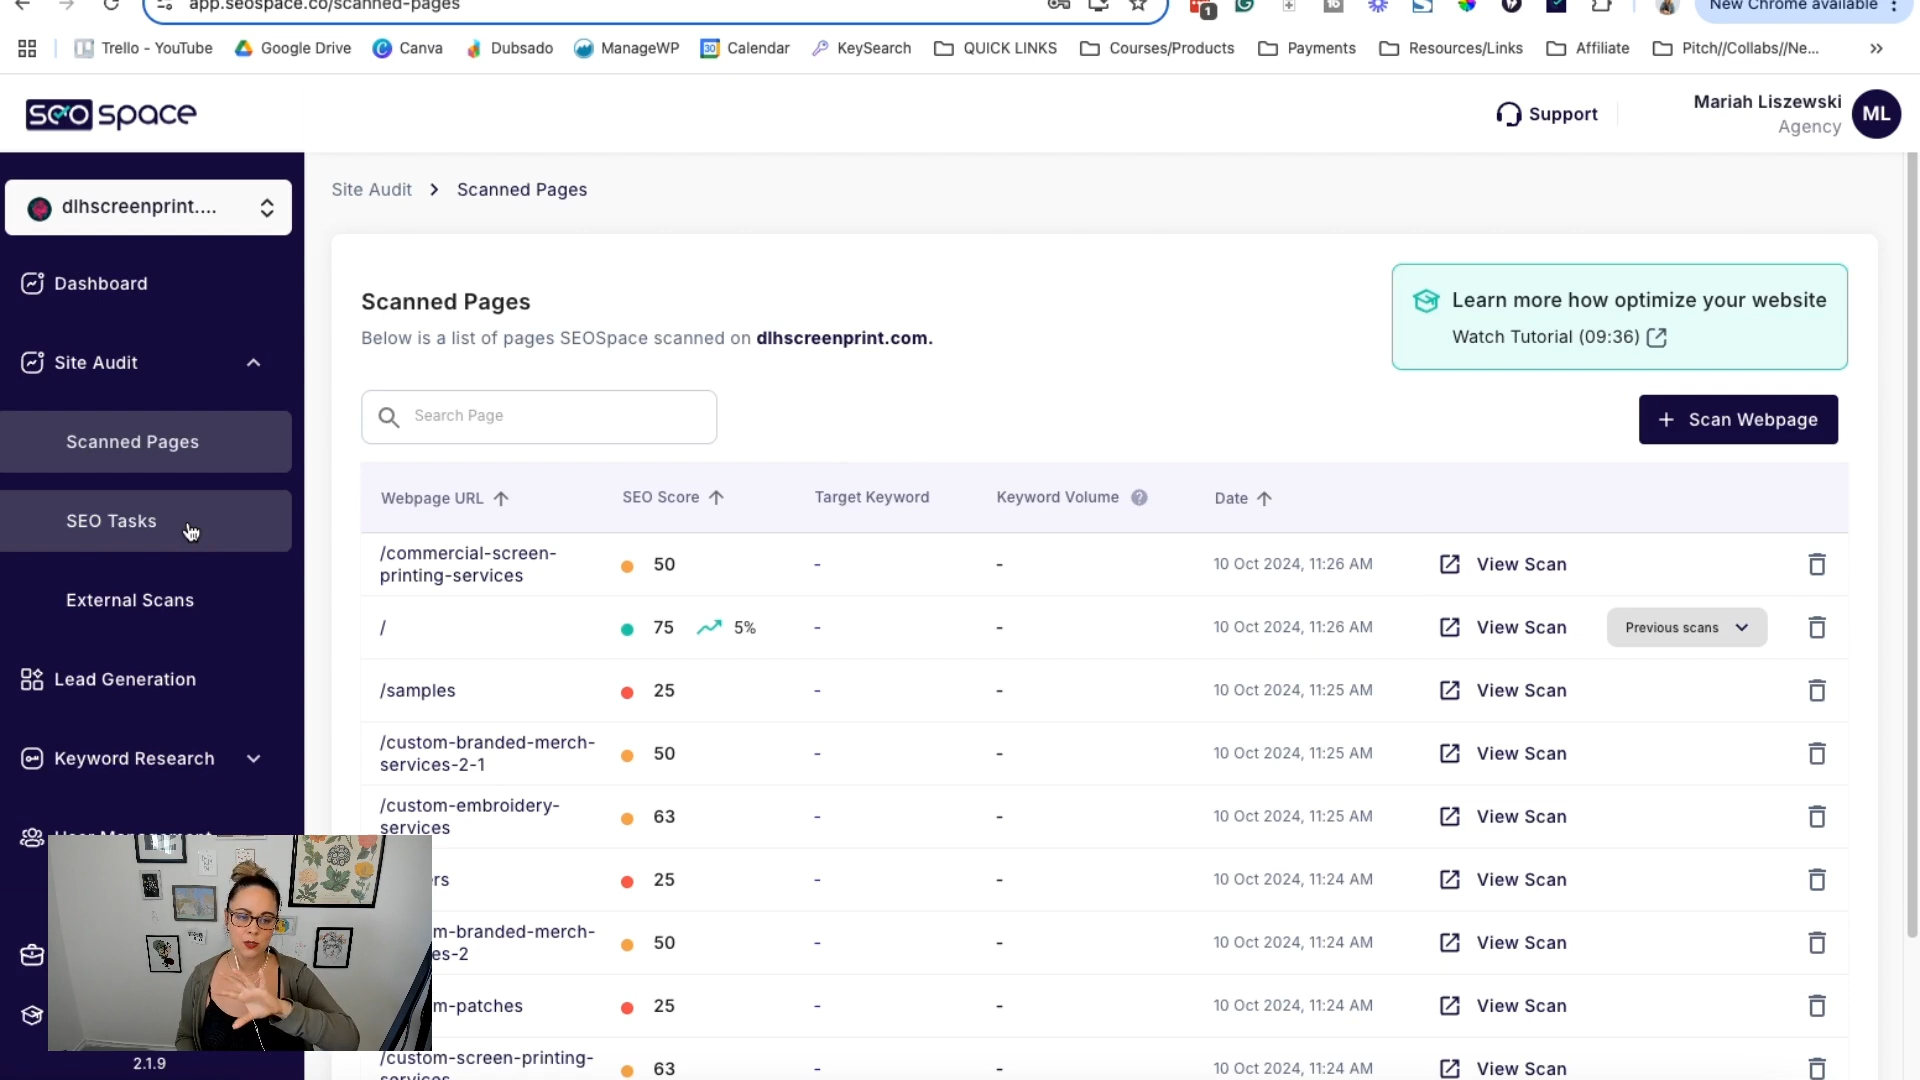 app.seospace.co/scanned-pages
New Chrome available
1
16
Trello - YouTube
Google Drive
Canva
Dubsado
ManageWP
30
Calendar
KeySearch
QUICK LINKS
Courses/Products
Payments
Resources/Links
Affiliate
Pitch//Collabs//Ne...
seo space
Support
Mariah Liszewski
Agency
ML
dlhscreenprint....
Dashboard
Site Audit
Scanned Pages
SEO Tasks
External Scans
Lead Generation
Keyword Research
2.1.9
Site Audit > Scanned Pages
Scanned Pages
Below is a list of pages SEOSpace scanned on dlhscreenprint.com.
Learn more how optimize your website
Watch Tutorial (09:36)
Search Page
+ Scan Webpage
Webpage URL SEO Score Target Keyword Keyword Volume ? Date
/commercial-screen-
printing-services
50 - - 10 Oct 2024, 11:26 AM View Scan
/ 75 5% - - 10 Oct 2024, 11:26 AM View Scan Previous scans
/samples 25 - - 10 Oct 2024, 11:25 AM View Scan
/custom-branded-merch-
services-2-1
50 - - 10 Oct 2024, 11:25 AM View Scan
/custom-embroidery-
services
63 - - 10 Oct 2024, 11:25 AM View Scan
rs 25 - - 10 Oct 2024, 11:24 AM View Scan
m-branded-merch-
es-2
50 - - 10 Oct 2024, 11:24 AM View Scan
m-patches 25 - - 10 Oct 2024, 11:24 AM View Scan
/custom-screen-printing-
services
63 - - 10 Oct 2024, 11:24 AM View Scan